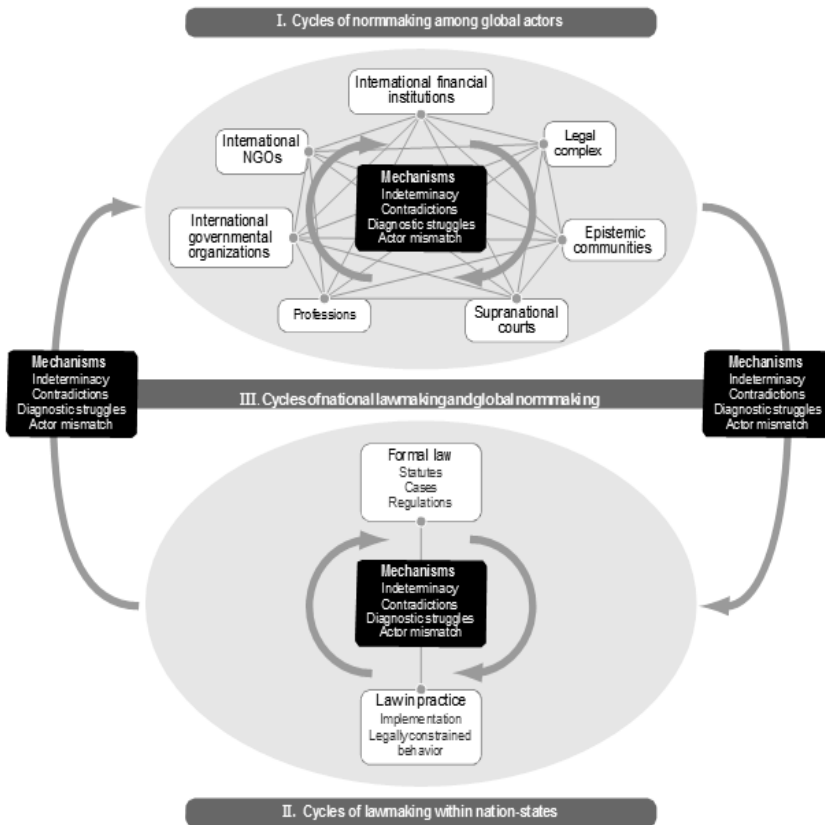 I. Cycles of normmaking among global actors
International financial
institutions
International
NGOs
Legal
complex
Mechanisms
Indeterminacy
Contradictions
Diagnostic struggles
Actor mismatch
International
governmental
organizations
Epistemic
communities
Professions
Supranational
courts
Mechanisms
Indeterminacy
Contradictions
Diagnostic struggles
Actor mismatch
III. Cycles of national lawmaking and global normmaking
Mechanisms
Indeterminacy
Contradictions
Diagnostic struggles
Actor mismatch
Formal law
Statutes
Cases
Regulations
Mechanisms
Indeterminacy
Contradictions
Diagnostic struggles
Actor mismatch
Law in practice
Implementation
Legally constrained
behavior
II. Cycles of lawmaking within nation-states